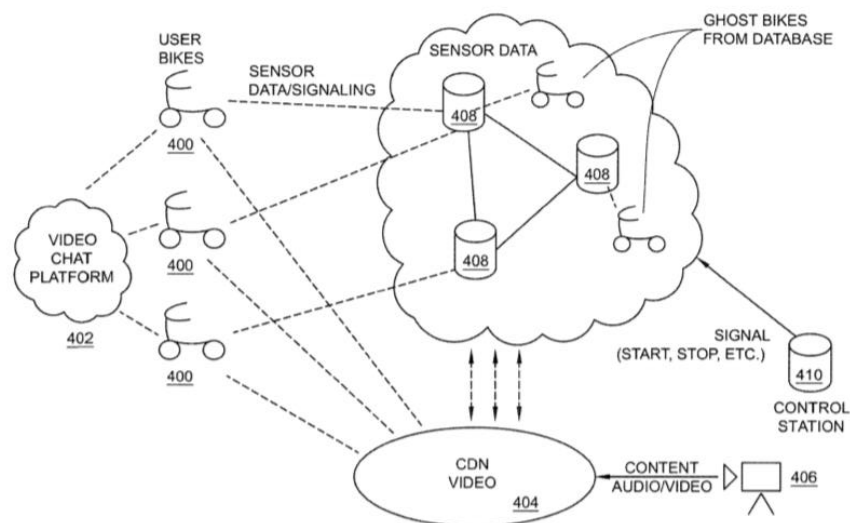 GHOST BIKES
FROM DATABASE
USER
BIKES
SENSOR DATA
SENSOR
DATA/SIGNALING
408
400
408
VIDEO
CHAT
PLATFORM
400
408
402
SIGNAL
(START, STOP, ETC.)
400
410
CONTROL
STATION
CDN
VIDEO
404
CONTENT
AUDIO/VIDEO
406